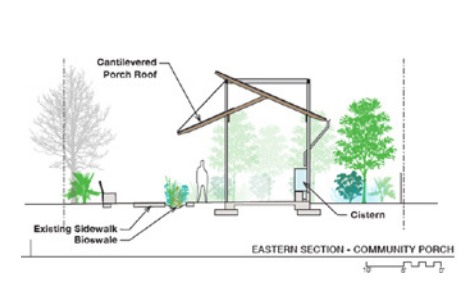 Cantilevered
Porch Roof
Existing Sidewalk
Bioswale
Cistern
EASTERN SECTION - COMMUNITY PORCH